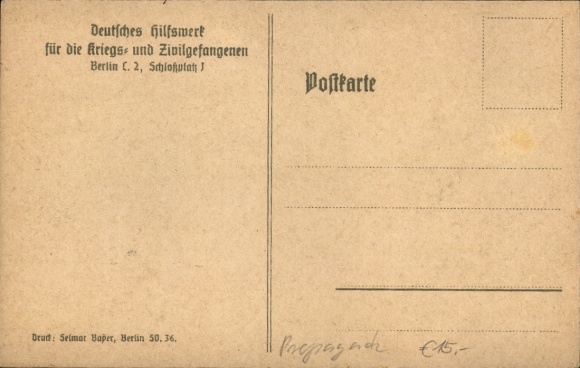 Deutsches Hilfswerk
für die Kriegs- und Zivilgefangenen
Berlin C. 2, Schloßplatz 1
Postkarte
Druck: Selmar Bayer, Berlin SO. 36.
Propaganda €15.-